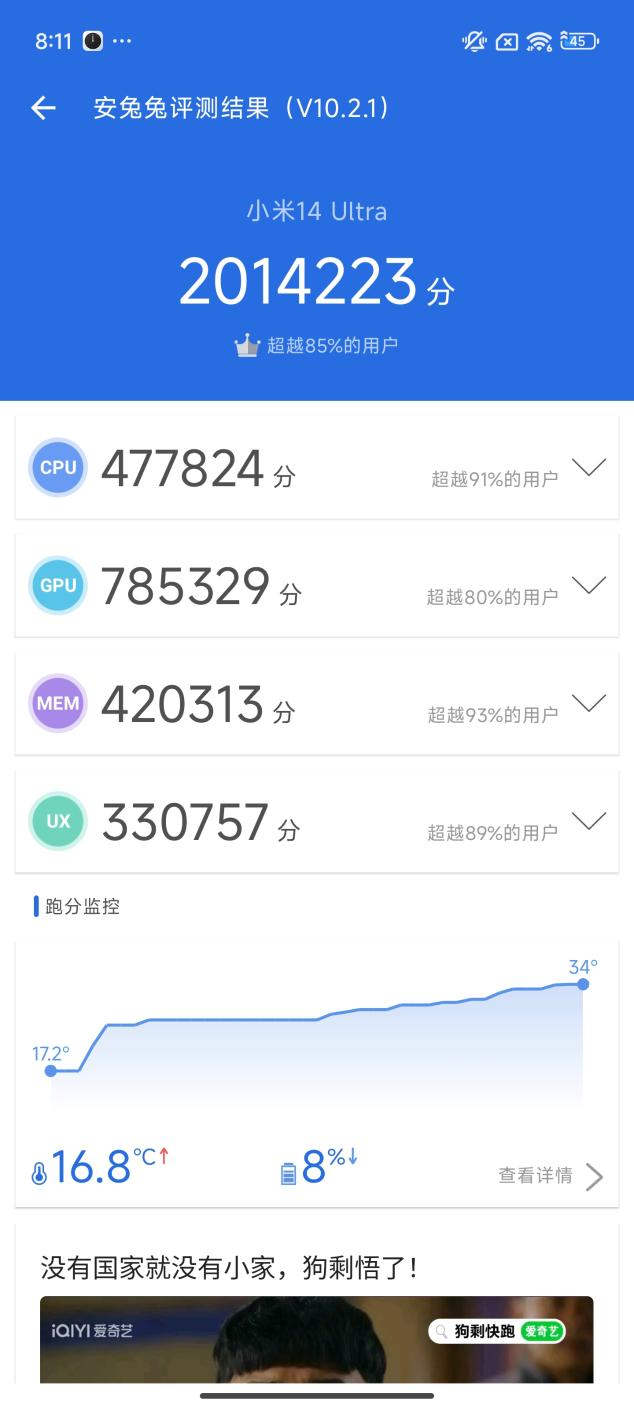 8:11 ··· 45
安兔兔评测结果（V10.2.1）
小米14 Ultra
2014223 分
超越85%的用户
CPU 477824 分 超越91%的用户
GPU 785329 分 超越80%的用户
MEM 420313 分 超越93%的用户
UX 330757 分 超越89%的用户
跑分监控
34°
17.2°
16.8℃↑ 8%↓ 查看详情
没有国家就没有小家，狗剩悟了！
iQIYI 爱奇艺 狗剩快跑 爱奇艺